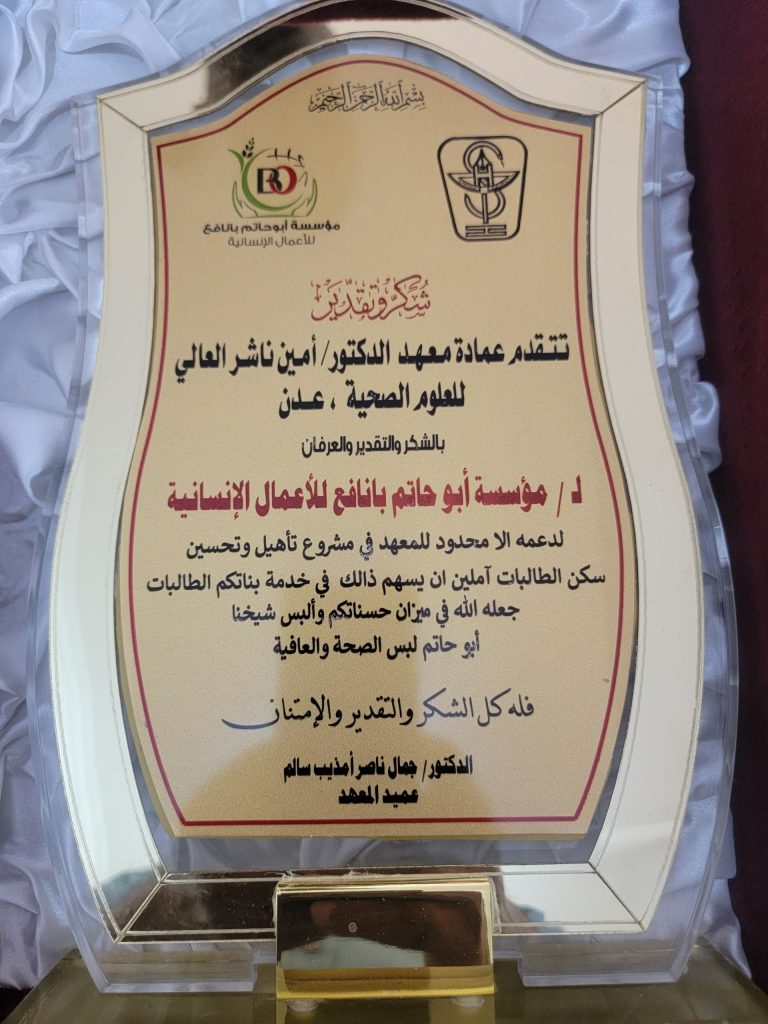 بسم الله الرحمن الرحيم
BO
مؤسسة أبوحاتم بانافع
للأعمال الإنسانية
شكر وتقدير
تتقدم عمادة معهد الدكتور/ أمين ناشر العالي
للعلوم الصحية ، عدن
بالشكر والتقدير والعرفان
لـ / مؤسسة أبو حاتم بانافع للأعمال الإنسانية
لدعمه الا محدود للمعهد في مشروع تأهيل وتحسين
سكن الطالبات آملين ان يسهم ذالك في خدمة بناتكم الطالبات
جعله الله في ميزان حسناتكم وألبس شيخنا
أبو حاتم لبس الصحة والعافية
فله كل الشكر والتقدير والإمتنان
الدكتور/ جمال ناصر أمذيب سالم
عميد المعهد